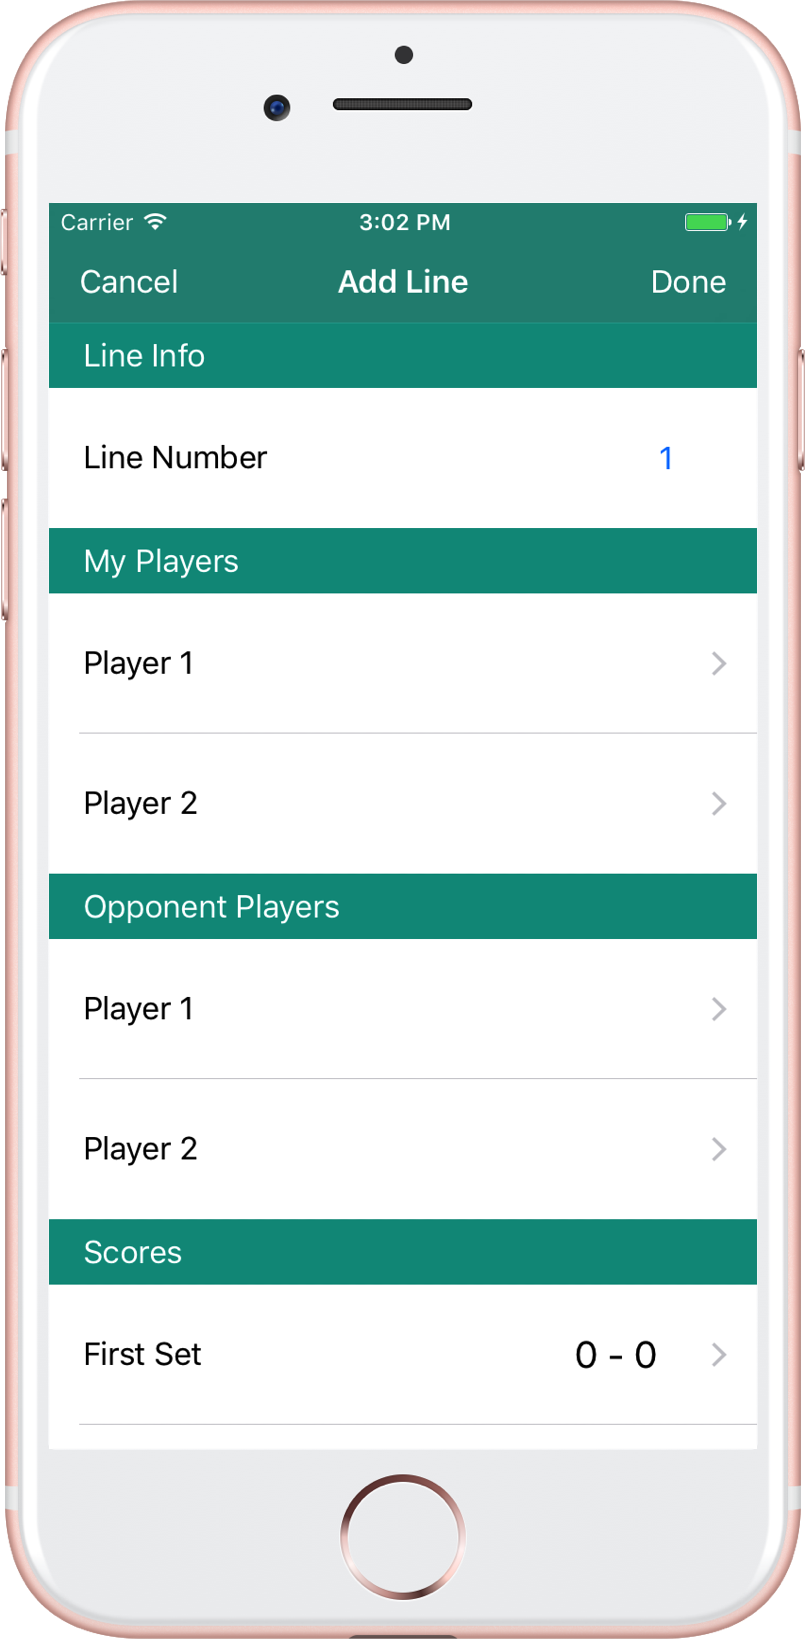 Carrier 3:02 PM
Cancel Add Line Done
Line Info
Line Number 1
My Players
Player 1
Player 2
Opponent Players
Player 1
Player 2
Scores
First Set 0 - 0